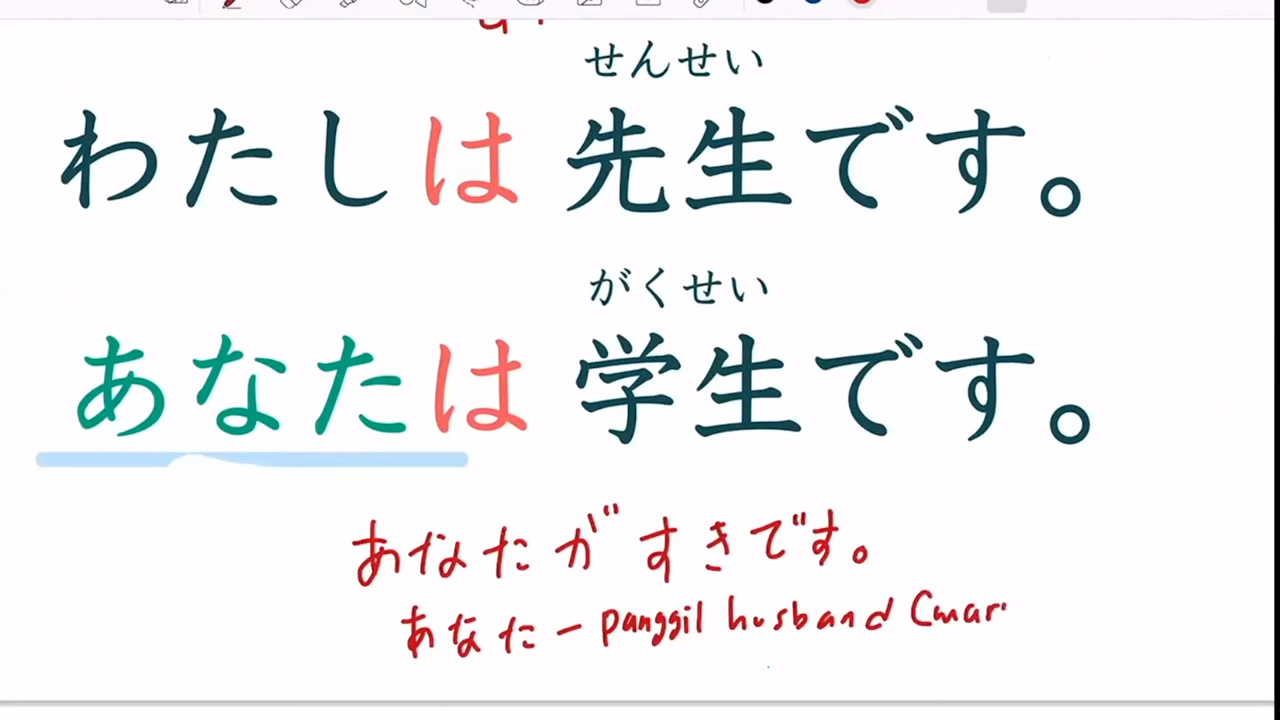 せんせい
わたしは 先生です。
がくせい
あなたは 学生です。
あなたがすきです。
あなた – panggil husband (mar